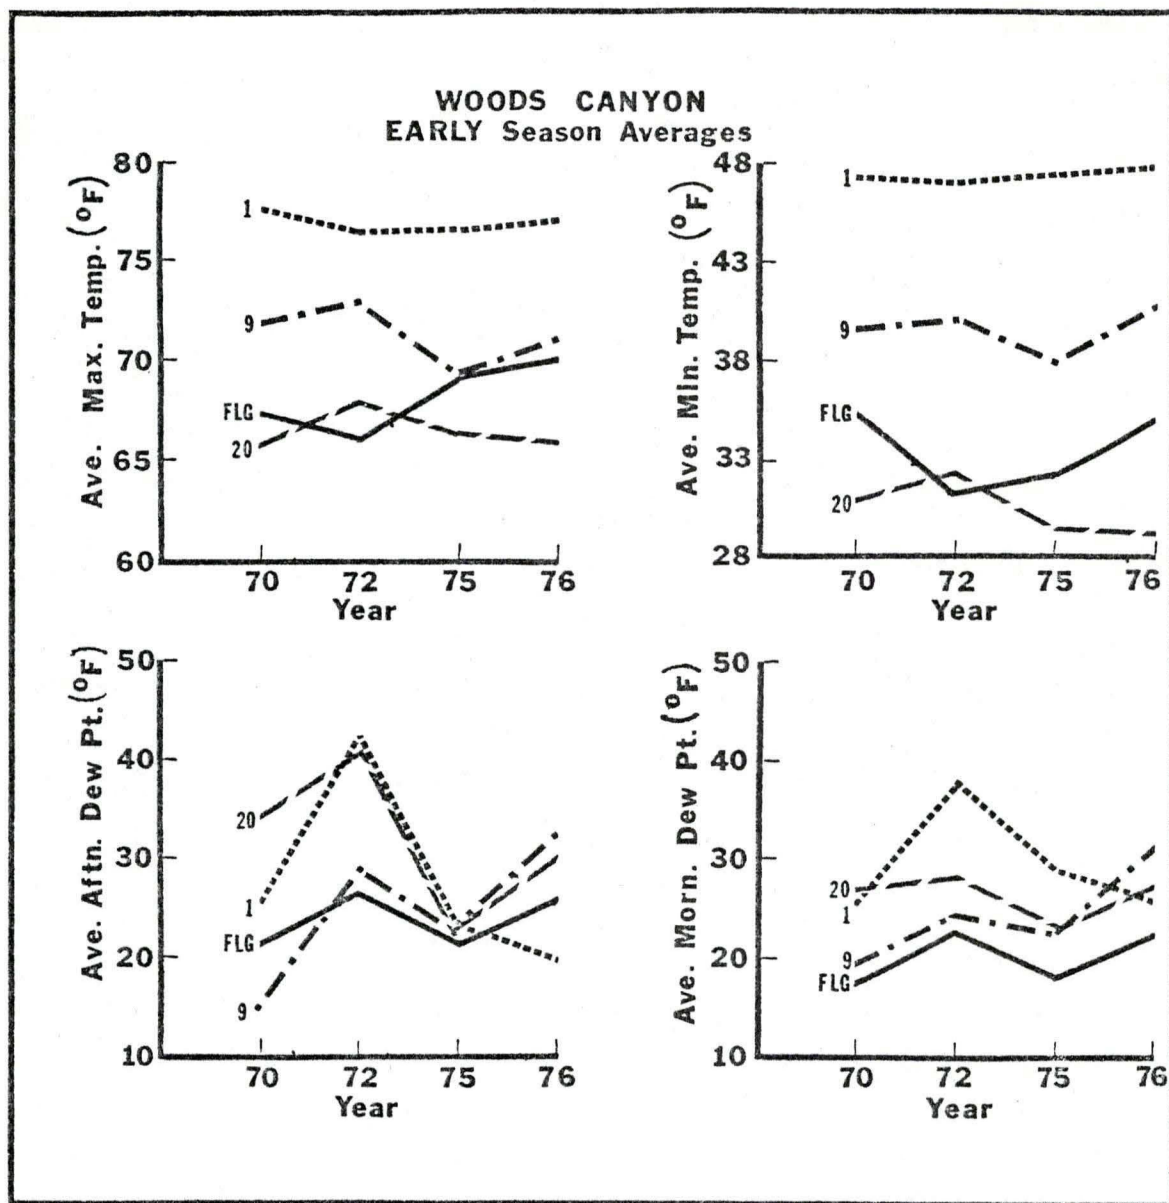 WOODS CANYON
EARLY Season Averages
Ave. Max. Temp. (°F)
80
75
70
65
60
1
9
FLG
20
70 72 75 76
Year
Ave. Min. Temp. (°F)
48
43
38
33
28
1
9
FLG
20
70 72 75 76
Year
Ave. Aftn. Dew Pt. (°F)
50
40
30
20
10
20
1
FLG
9
70 72 75 76
Year
Ave. Morn. Dew Pt. (°F)
50
40
30
20
10
20
1
9
FLG
70 72 75 76
Year